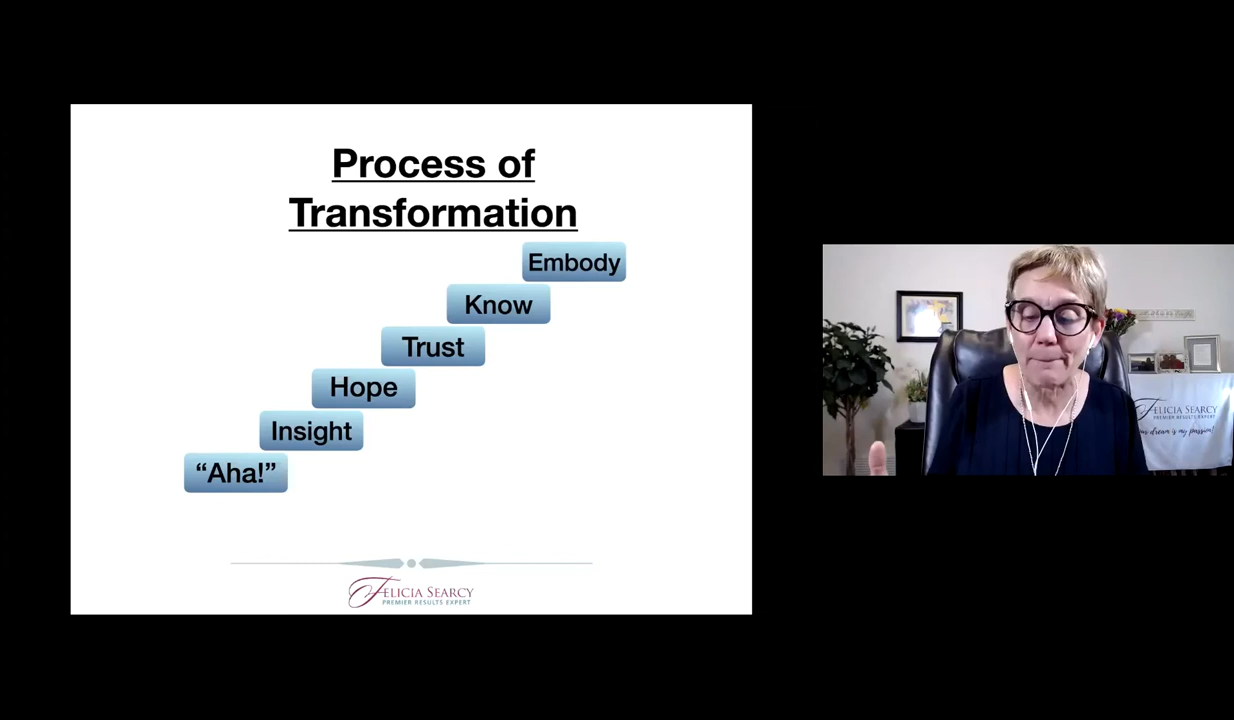 Process of
Transformation
Embody
Know
Trust
Hope
Insight
“Aha!”
FELICIA SEARCY
PREMIER RESULTS EXPERT
FELICIA SEARCY
PREMIER RESULTS EXPERT
dream is my passion!